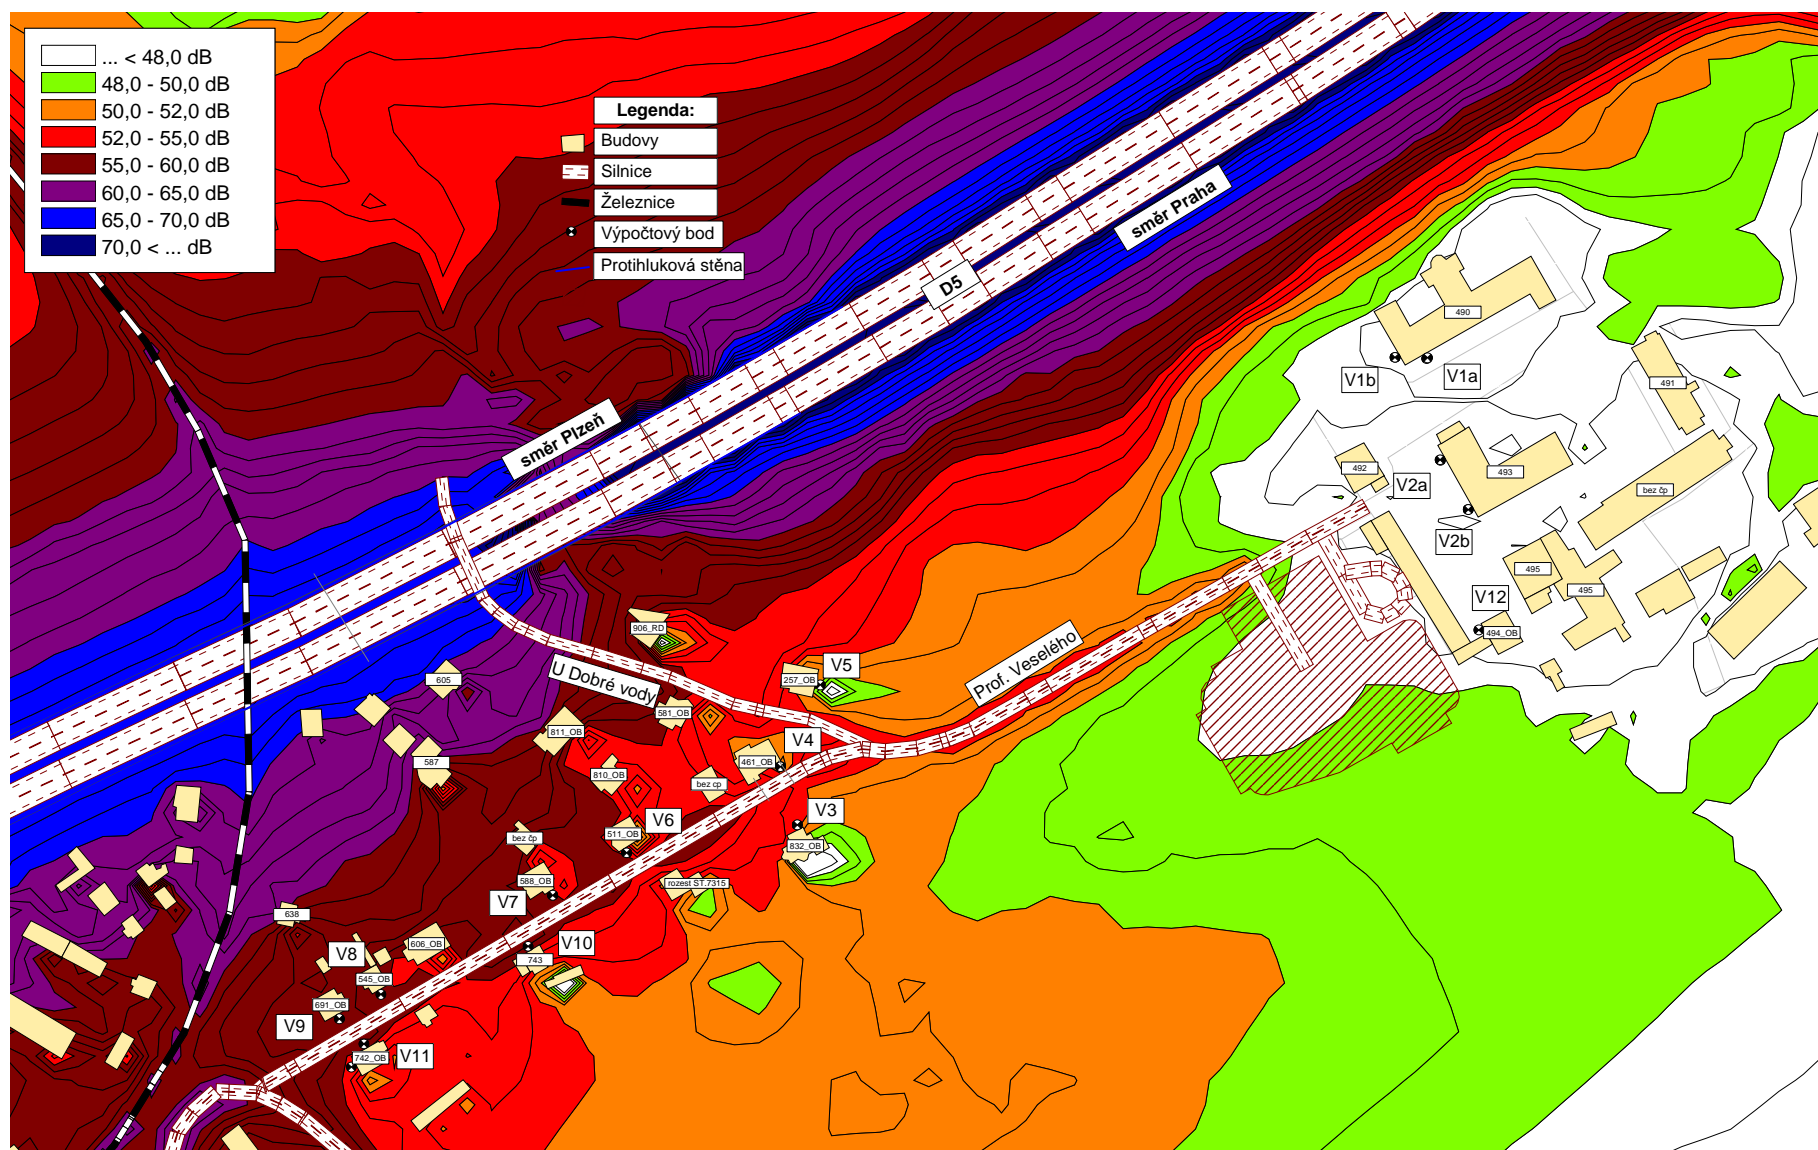 ... < 48,0 dB
48,0 - 50,0 dB
50,0 - 52,0 dB
52,0 - 55,0 dB
55,0 - 60,0 dB
60,0 - 65,0 dB
65,0 - 70,0 dB
70,0 < ... dB
Legenda:
Budovy
Silnice
Železnice
Výpočtový bod
Protihluková stěna
směr Praha
D5
směr Plzeň
490
V1b
V1a
491
492
493
V2a
bez čp
V2b
495
495
V12
494_OB
906_RD
U Dobré vody
Prof. Veselého
V5
257_OB
605
581_OB
811_OB
V4
587
461_OB
810_OB
bez cp
V3
V6
511_OB
832_OB
bez čp
588_OB
rozest ST.7315
V7
638
V10
606_OB
743
V8
545_OB
691_OB
V9
742_OB
V11